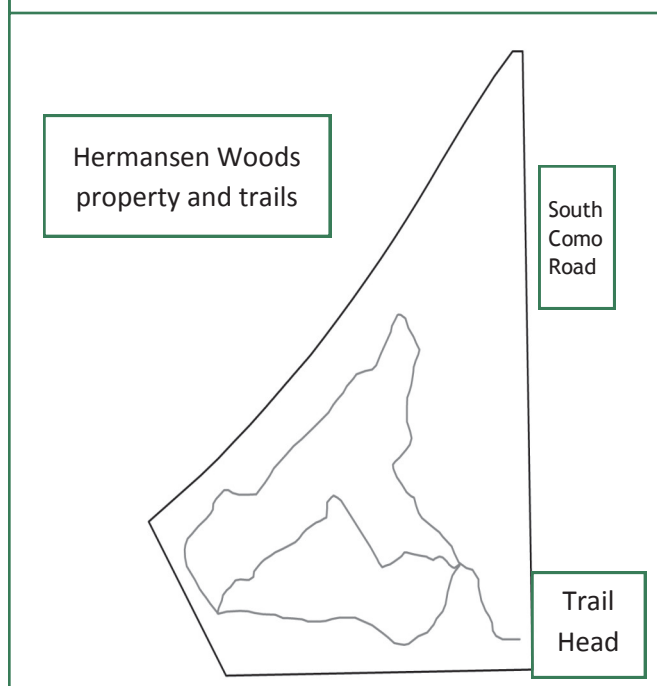 Hermansen Woods
property and trails
South
Como
Road
Trail
Head